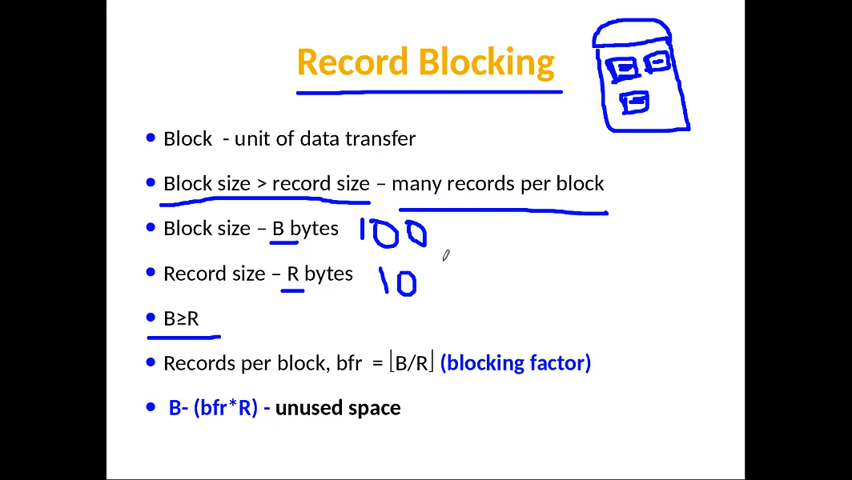 Record Blocking
• Block - unit of data transfer
• Block size > record size – many records per block
• Block size – B bytes 100
• Record size – R bytes 10
• B≥R
• Records per block, bfr = ⌊B/R⌋ (blocking factor)
• B- (bfr*R) - unused space